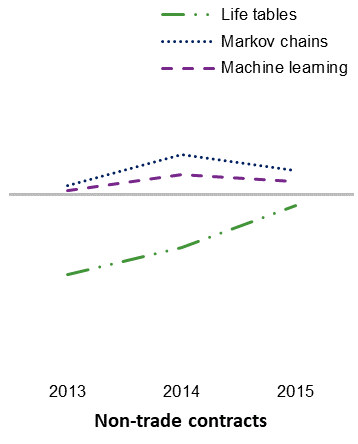 Life tables
Markov chains
Machine learning
2013 2014 2015
Non-trade contracts